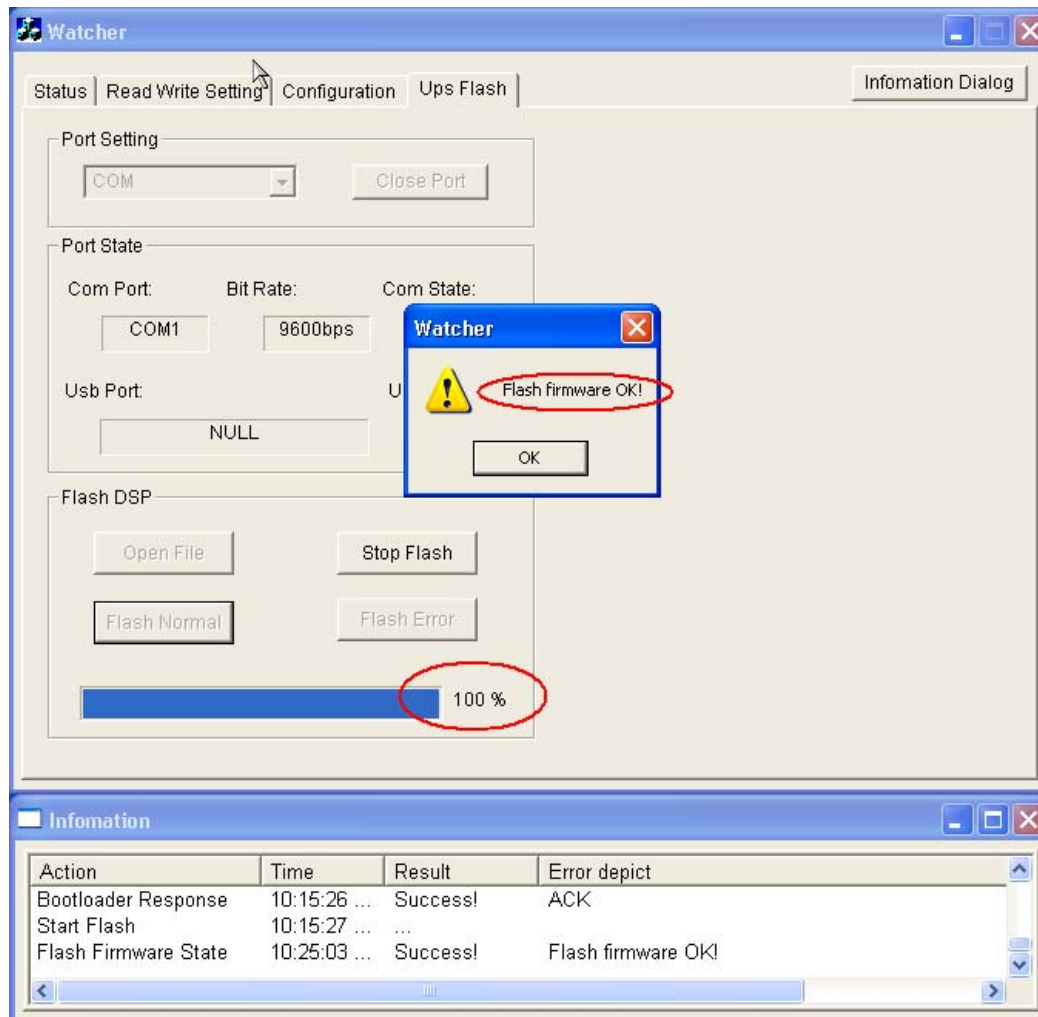 Watcher
Status Read Write Setting Configuration Ups Flash Infomation Dialog
Port Setting
COM Close Port
Port State
Com Port: Bit Rate: Com State:
COM1 9600bps
Usb Port: U
NULL
Watcher
Flash firmware OK!
OK
Flash DSP
Open File Stop Flash
Flash Normal Flash Error
100 %
Infomation
Action Time Result Error depict
Bootloader Response 10:15:26 ... Success! ACK
Start Flash 10:15:27 ... ...
Flash Firmware State 10:25:03 ... Success! Flash firmware OK!